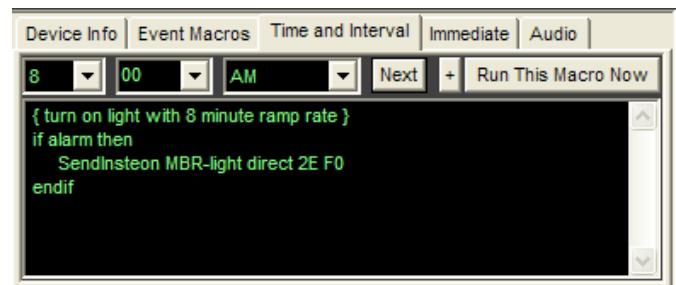 Device Info Event Macros Time and Interval Immediate Audio
8 00 AM Next + Run This Macro Now
{ turn on light with 8 minute ramp rate }
if alarm then
SendInsteon MBR-light direct 2E F0
endif